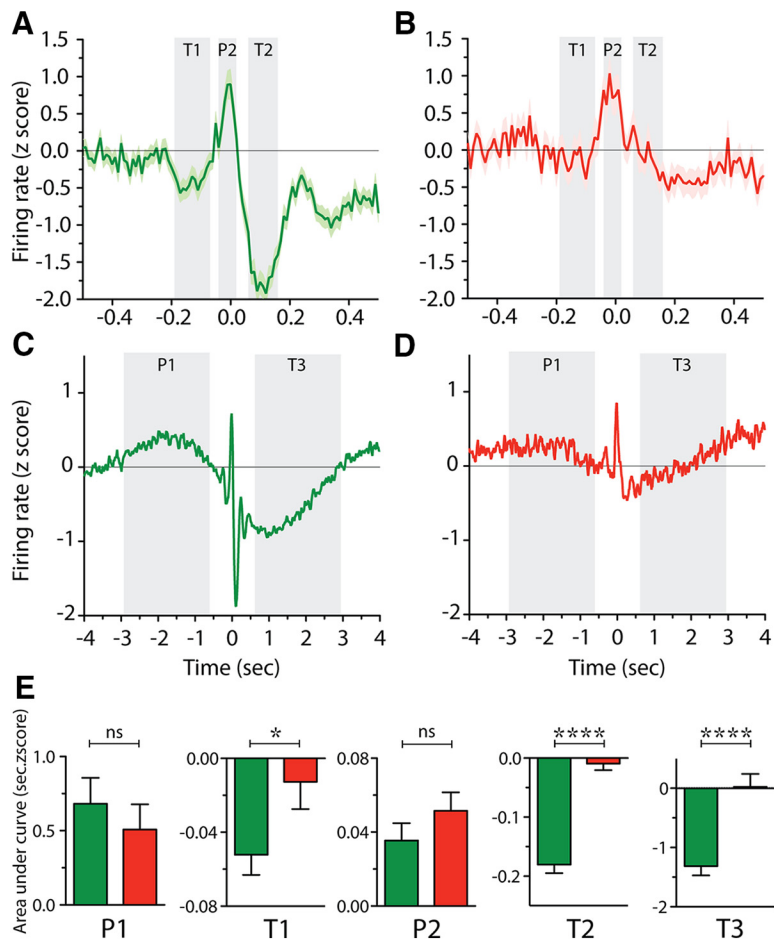 A
T1 P2 T2
Firing rate (z score)
1.5
1.0
0.5
0.0
-0.5
-1.0
-1.5
-2.0
-0.4 -0.2 0.0 0.2 0.4
B
T1 P2 T2
1.5
1.0
0.5
0.0
-0.5
-1.0
-1.5
-2.0
-0.4 -0.2 0.0 0.2 0.4
C
P1 T3
Firing rate (z score)
1
0
-1
-2
-4 -3 -2 -1 0 1 2 3 4
Time (sec)
D
P1 T3
1
0
-1
-2
-4 -3 -2 -1 0 1 2 3 4
Time (sec)
E
Area under curve (sec.zscore)
ns
1.0
0.5
0.0
P1
*
0.00
-0.04
-0.08
T1
ns
0.08
0.04
0.00
P2
****
0.0
-0.1
-0.2
T2
****
0
-1
-2
T3